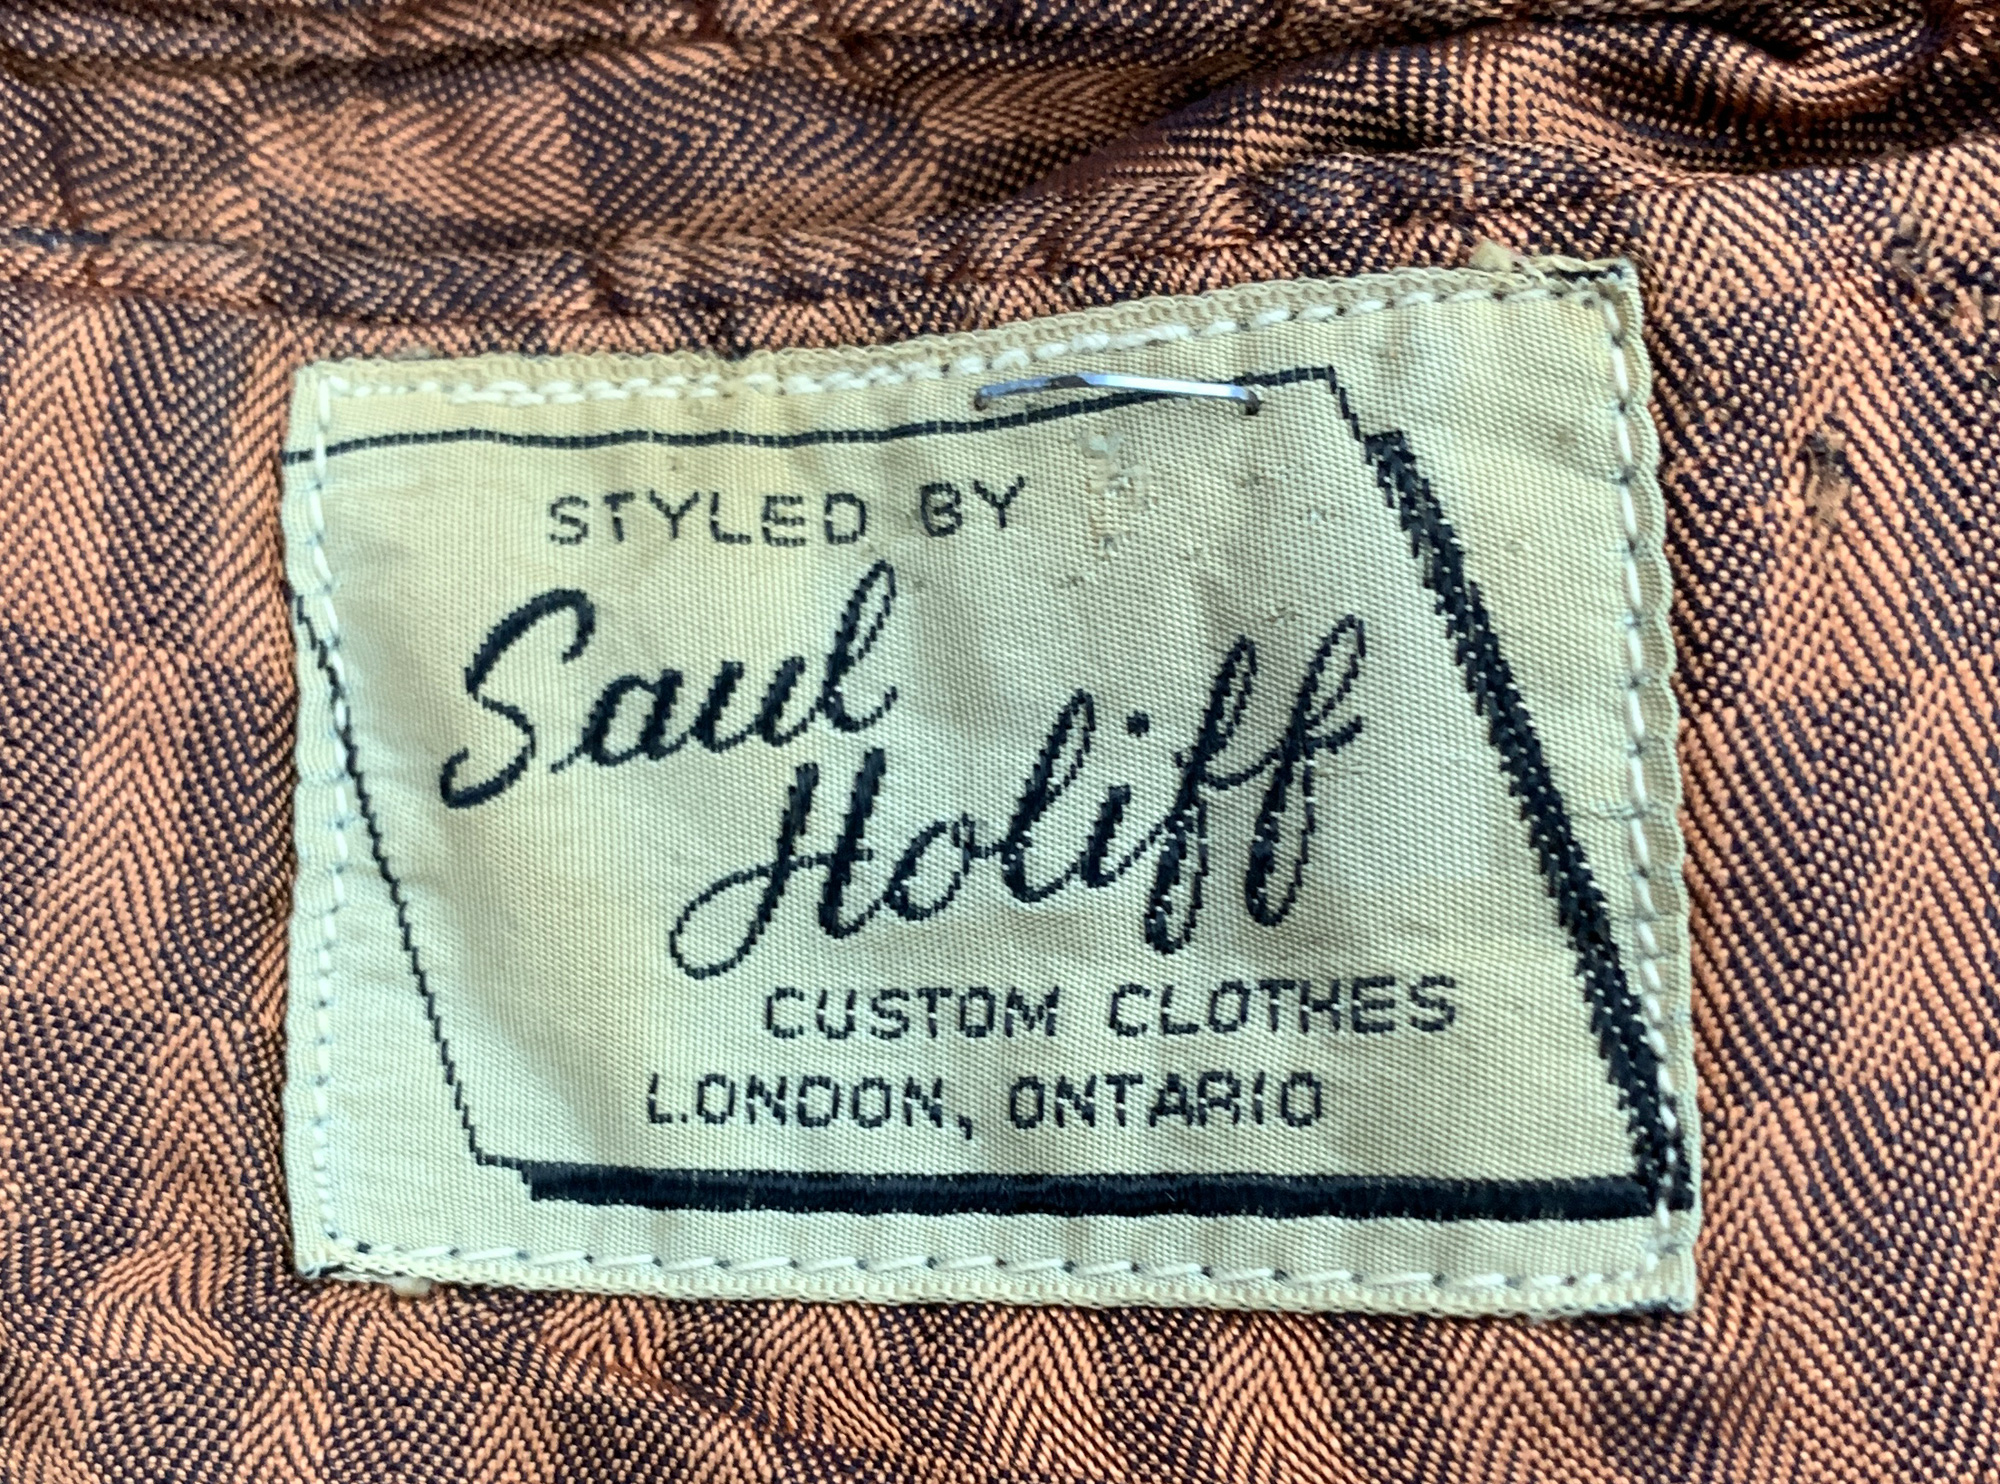 STYLED BY
Saul
Holiff
CUSTOM CLOTHES
LONDON, ONTARIO